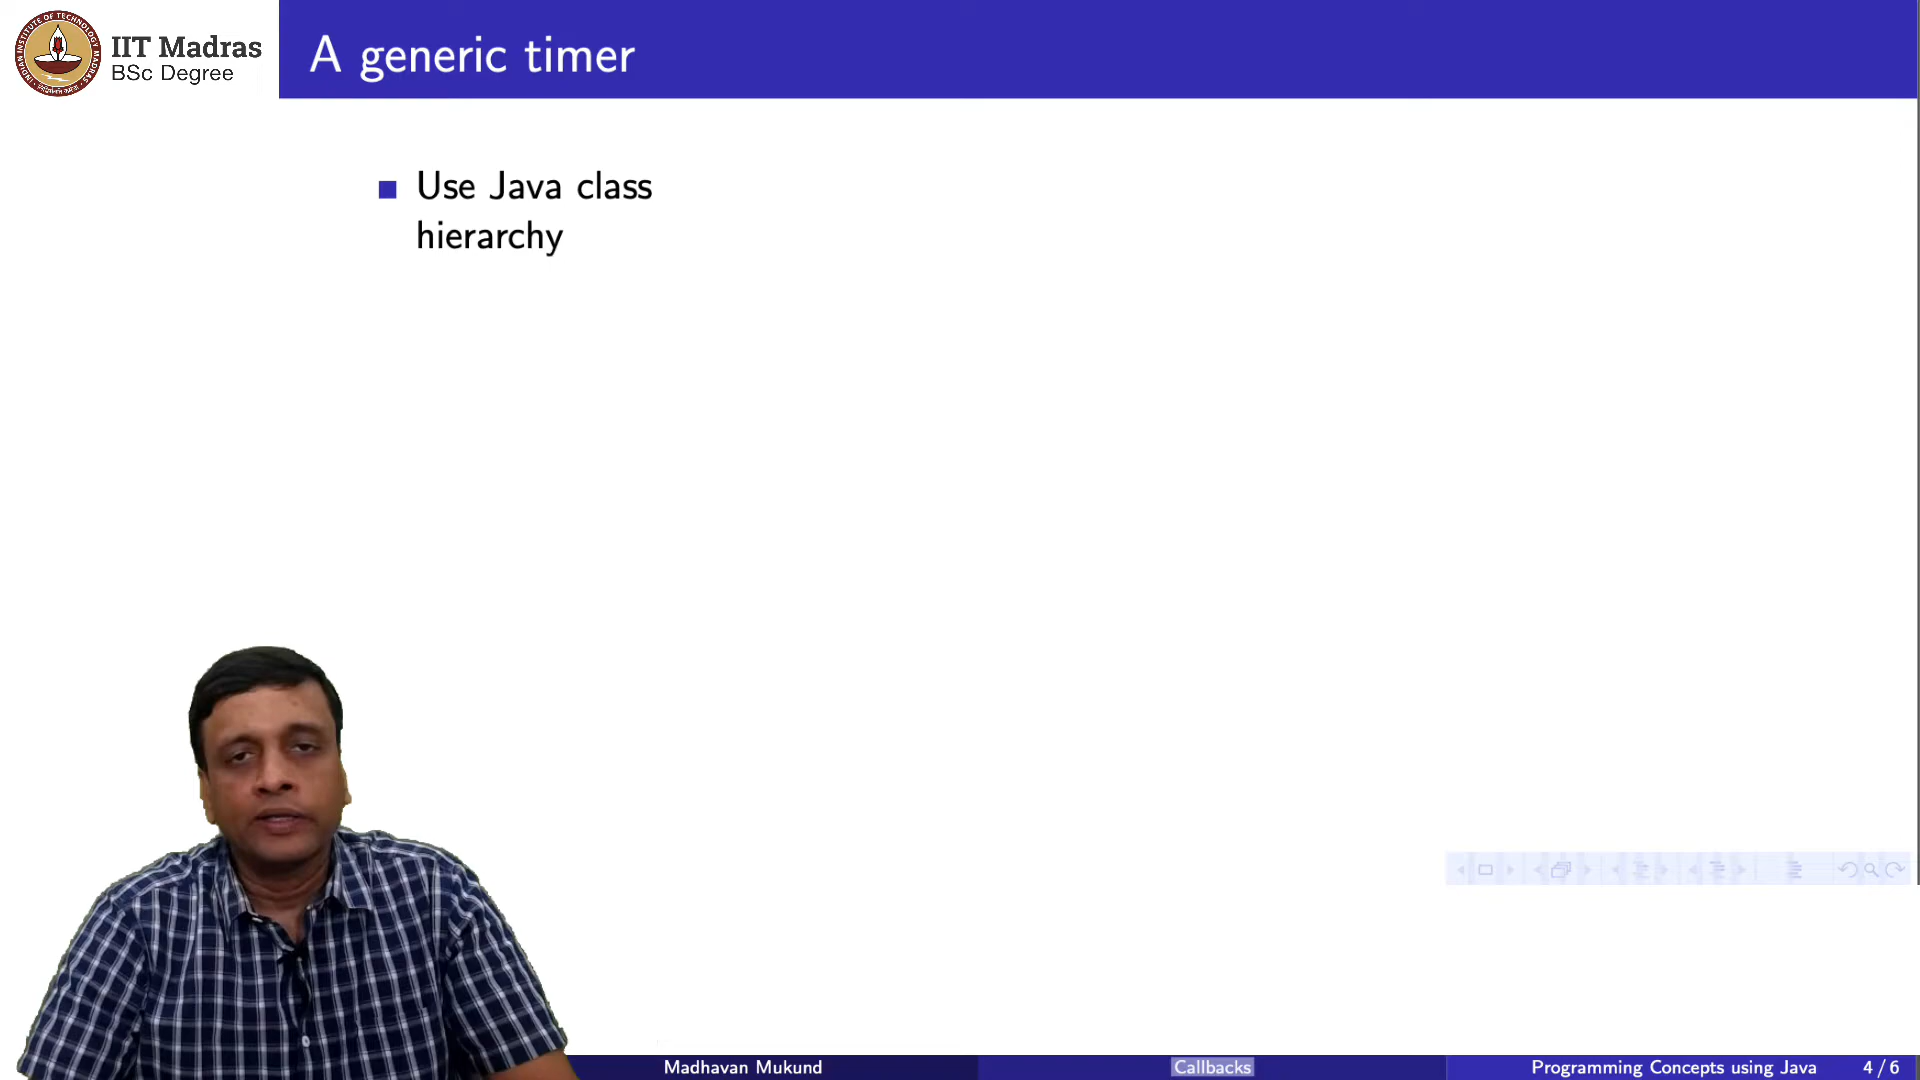 IIT Madras
BSc Degree
A generic timer
Use Java class
hierarchy
Madhavan Mukund
Callbacks
Programming Concepts using Java
4 / 6